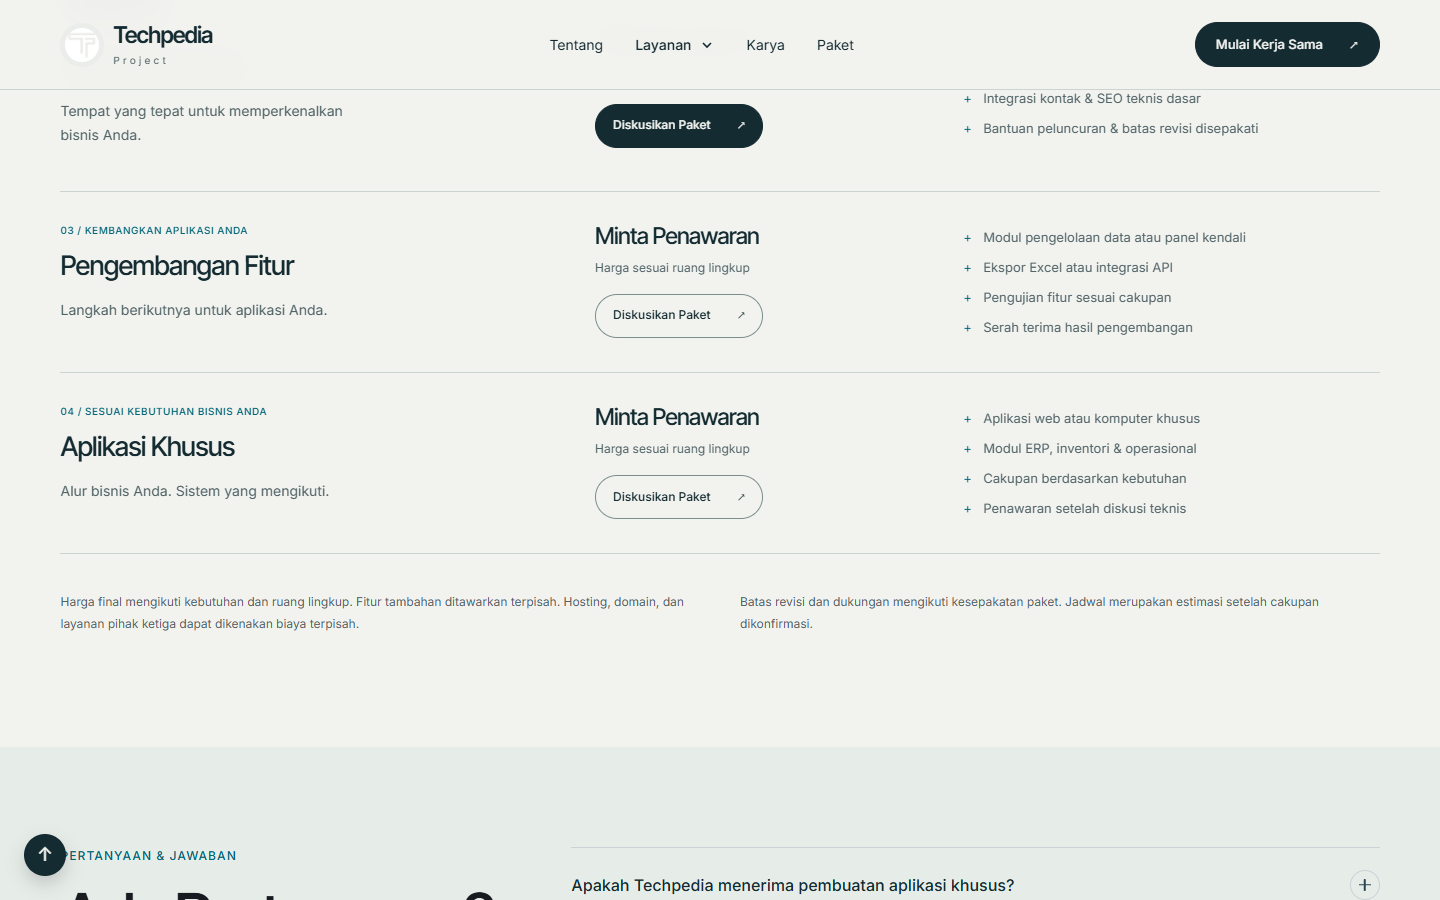 Techpedia
Project
Tentang
Layanan
Karya
Paket
Mulai Kerja Sama
Tempat yang tepat untuk memperkenalkan
bisnis Anda.
Diskusikan Paket
+ Integrasi kontak & SEO teknis dasar
+ Bantuan peluncuran & batas revisi disepakati
03 / KEMBANGKAN APLIKASI ANDA
Pengembangan Fitur
Langkah berikutnya untuk aplikasi Anda.
Minta Penawaran
Harga sesuai ruang lingkup
Diskusikan Paket
+ Modul pengelolaan data atau panel kendali
+ Ekspor Excel atau integrasi API
+ Pengujian fitur sesuai cakupan
+ Serah terima hasil pengembangan
04 / SESUAI KEBUTUHAN BISNIS ANDA
Aplikasi Khusus
Alur bisnis Anda. Sistem yang mengikuti.
Minta Penawaran
Harga sesuai ruang lingkup
Diskusikan Paket
+ Aplikasi web atau komputer khusus
+ Modul ERP, inventori & operasional
+ Cakupan berdasarkan kebutuhan
+ Penawaran setelah diskusi teknis
Harga final mengikuti kebutuhan dan ruang lingkup. Fitur tambahan ditawarkan terpisah. Hosting, domain, dan
layanan pihak ketiga dapat dikenakan biaya terpisah.
Batas revisi dan dukungan mengikuti kesepakatan paket. Jadwal merupakan estimasi setelah cakupan
dikonfirmasi.
PERTANYAAN & JAWABAN
Apakah Techpedia menerima pembuatan aplikasi khusus?